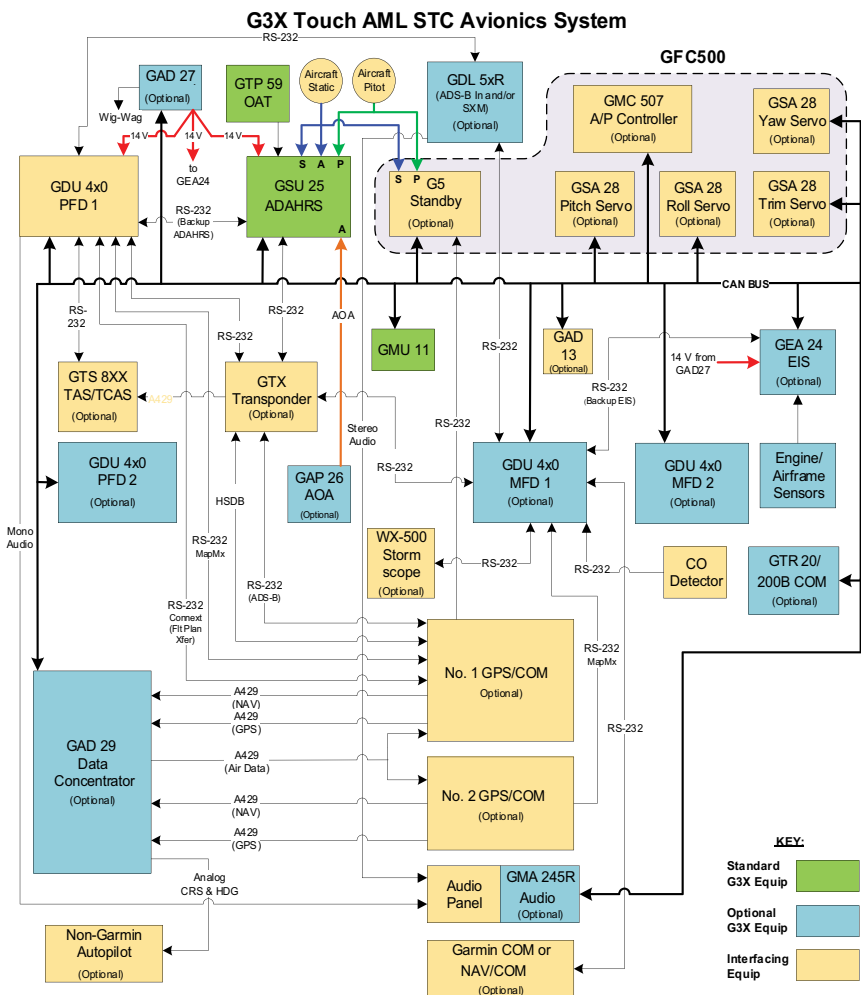 G3X Touch AML STC Avionics System
RS-232
GFC500
GAD 27
(Optional)
Wig-Wag
GTP 59
OAT
Aircraft
Static
Aircraft
Pitot
GDL 5xR
(ADS-B In and/or
SXM)
(Optional)
GMC 507
A/P Controller
(Optional)
GSA 28
Yaw Servo
(Optional)
14 V
14 V
14 V
to
GEA24
S A P
S P
GDU 4x0
PFD 1
RS-232
(Backup
ADAHRS)
GSU 25
ADAHRS
A
G5
Standby
(Optional)
GSA 28
Pitch Servo
(Optional)
GSA 28
Roll Servo
(Optional)
GSA 28
Trim Servo
(Optional)
CAN BUS
RS-
232
RS-232
RS-232
AOA
GMU 11
RS-232
GAD
13
(Optional)
14 V from
GAD27
GEA 24
EIS
(Optional)
GTS 8XX
TAS/TCAS
(Optional)
A429
GTX
Transponder
(Optional)
RS-232
(Backup EIS)
Stereo
Audio
RS-232
GDU 4x0
PFD 2
(Optional)
HSDB
GAP 26
AOA
(Optional)
GDU 4x0
MFD 1
(Optional)
GDU 4x0
MFD 2
(Optional)
Engine/
Airframe
Sensors
Mono
Audio
RS-232
MapMx
WX-500
Storm
scope
(Optional)
RS-232
RS-232
CO
Detector
GTR 20/
200B COM
(Optional)
RS-232
(ADS-B)
RS-232
Connext
(Flt Plan
Xfer)
No. 1 GPS/COM
Optional)
RS-232
MapMx
GAD 29
Data
Concentrator
(Optional)
A429
(NAV)
A429
(GPS)
A429
(Air Data)
A429
(NAV)
A429
(GPS)
RS-232
No. 2 GPS/COM
(Optional)
Analog
CRS & HDG
Audio
Panel
GMA 245R
Audio
(Optional)
Non-Garmin
Autopilot
(Optional)
Garmin COM or
NAV/COM
(Optional)
KEY:
Standard
G3X Equip
Optional
G3X Equip
Interfacing
Equip